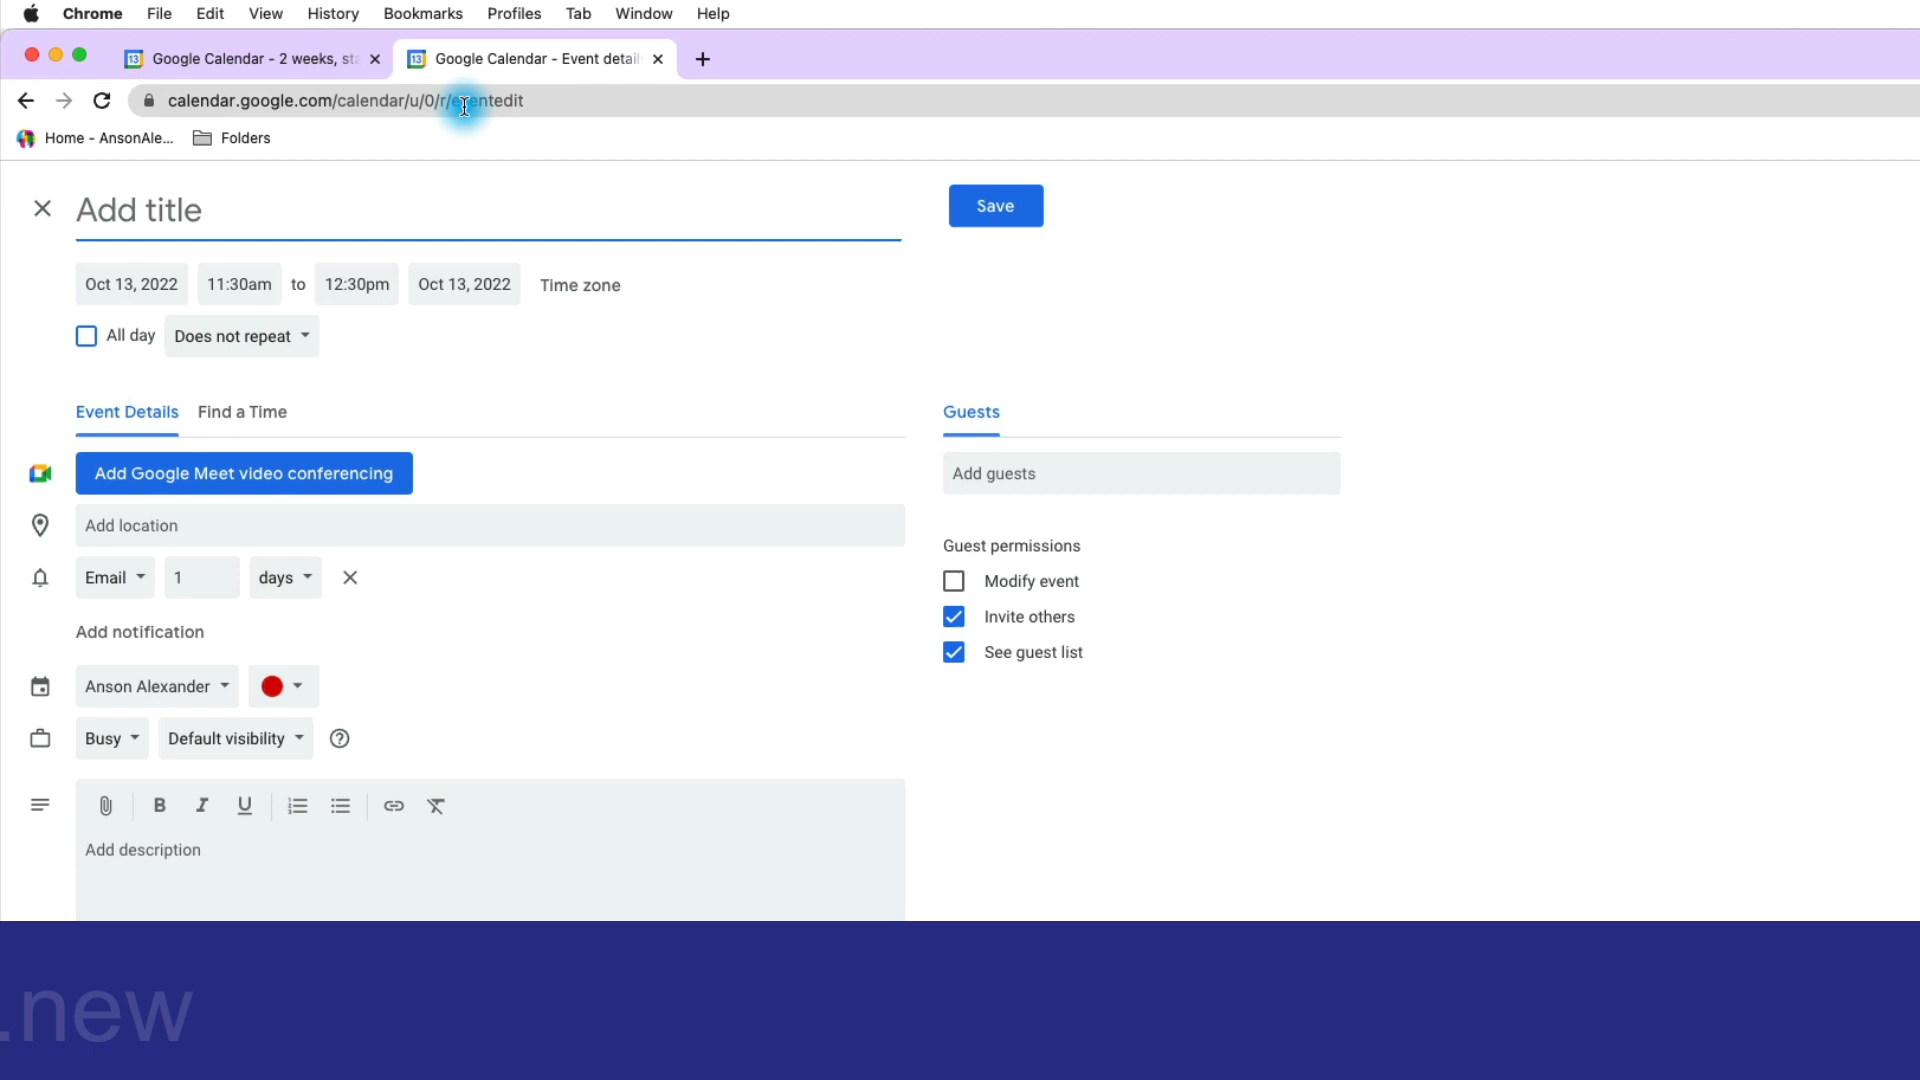 Chrome File Edit View History Bookmarks Profiles Tab Window Help
13 Google Calendar - 2 weeks, sta 13 Google Calendar - Event detail
calendar.google.com/calendar/u/0/r/eventedit
Home - AnsonAle... Folders
Add title Save
Oct 13, 2022 11:30am to 12:30pm Oct 13, 2022 Time zone
All day Does not repeat
Event Details Find a Time Guests
Add Google Meet video conferencing Add guests
Add location
Guest permissions
Email 1 days Modify event
Invite others
Add notification
See guest list
Anson Alexander
Busy Default visibility
B I U
Add description
.new